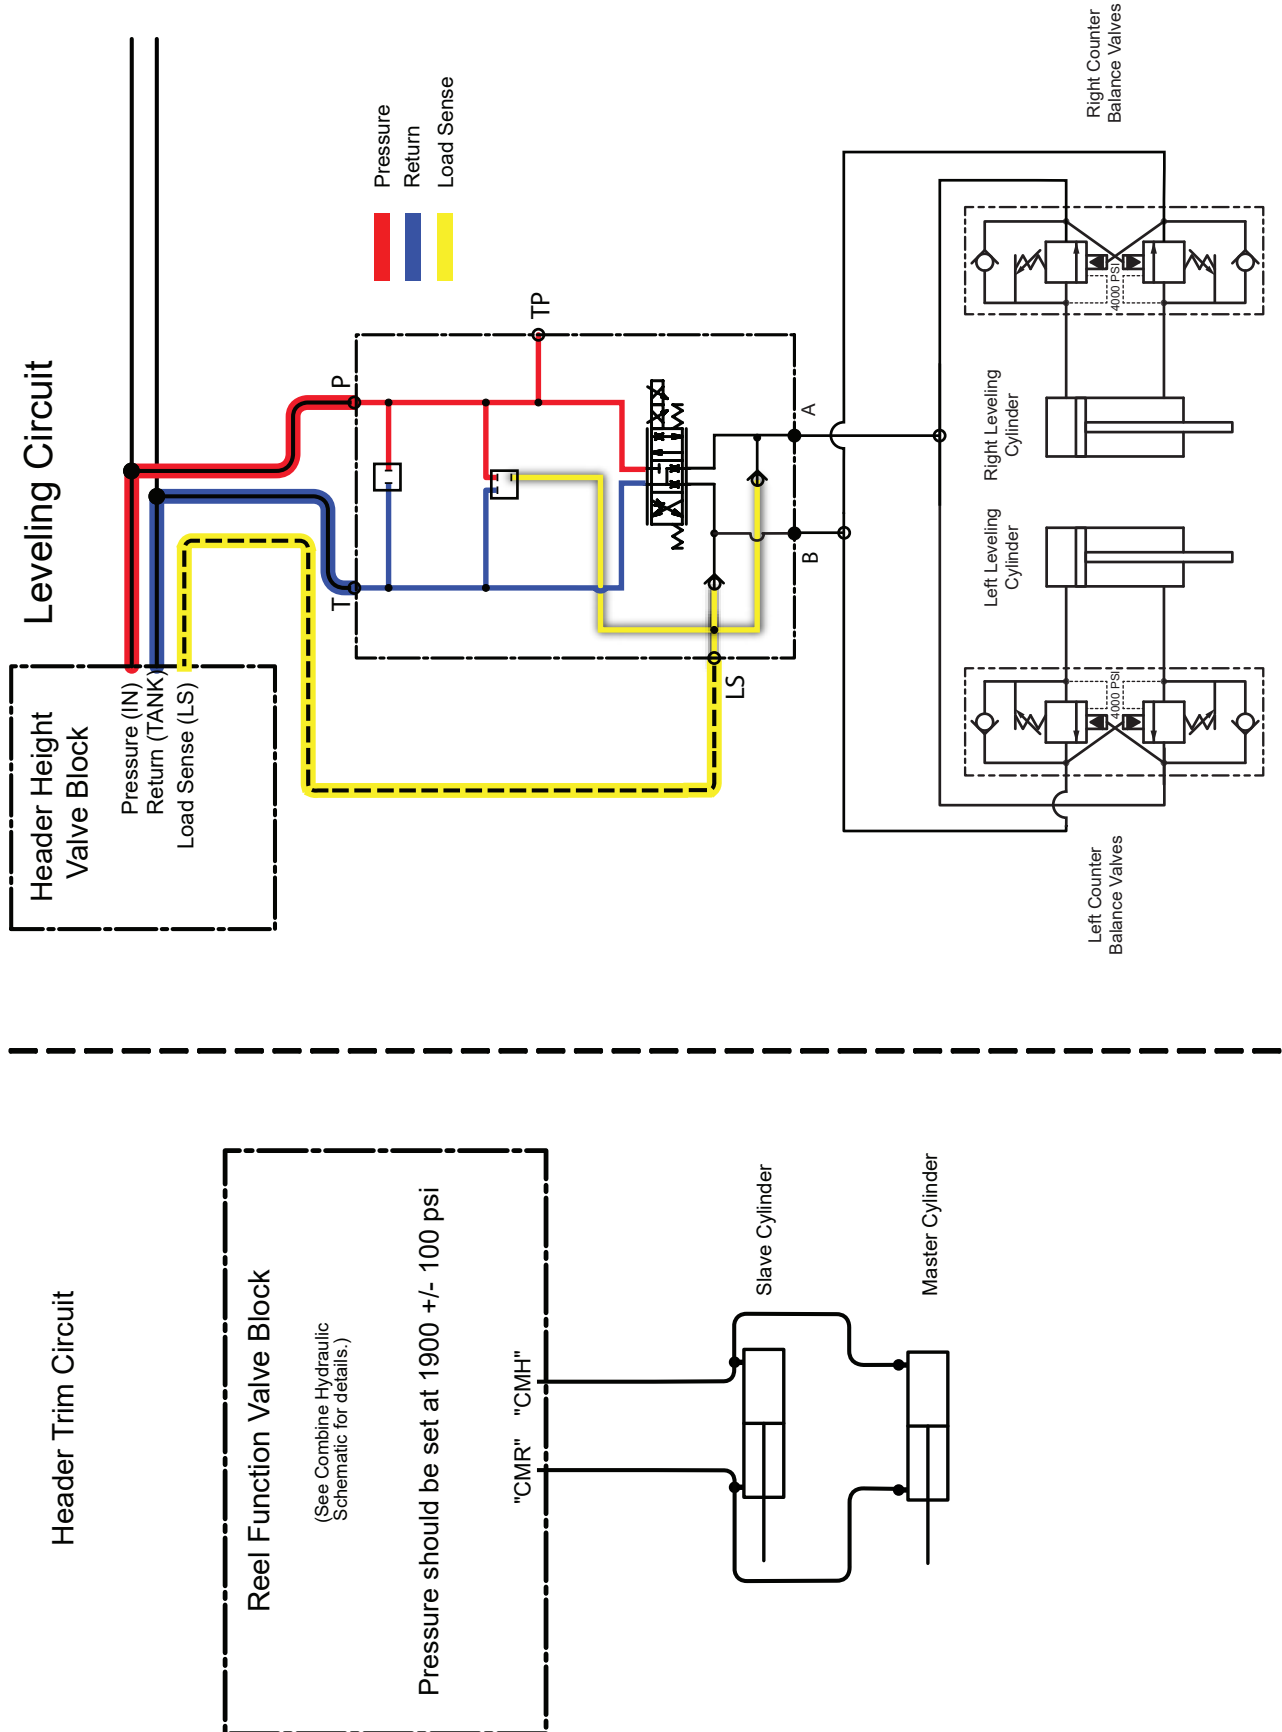 Leveling Circuit
Header Height
Valve Block
Pressure (IN)
Return (TANK)
Load Sense (LS)
Pressure
Return
Load Sense
P
T
TP
LS
A
B
Right Counter
Balance Valves
4000 PSI
Right Leveling
Cylinder
Left Leveling
Cylinder
4000 PSI
Left Counter
Balance Valves
Header Trim Circuit
Reel Function Valve Block
(See Combine Hydraulic
Schematic for details.)
Pressure should be set at 1900 +/- 100 psi
"CMR" "CMH"
Slave Cylinder
Master Cylinder